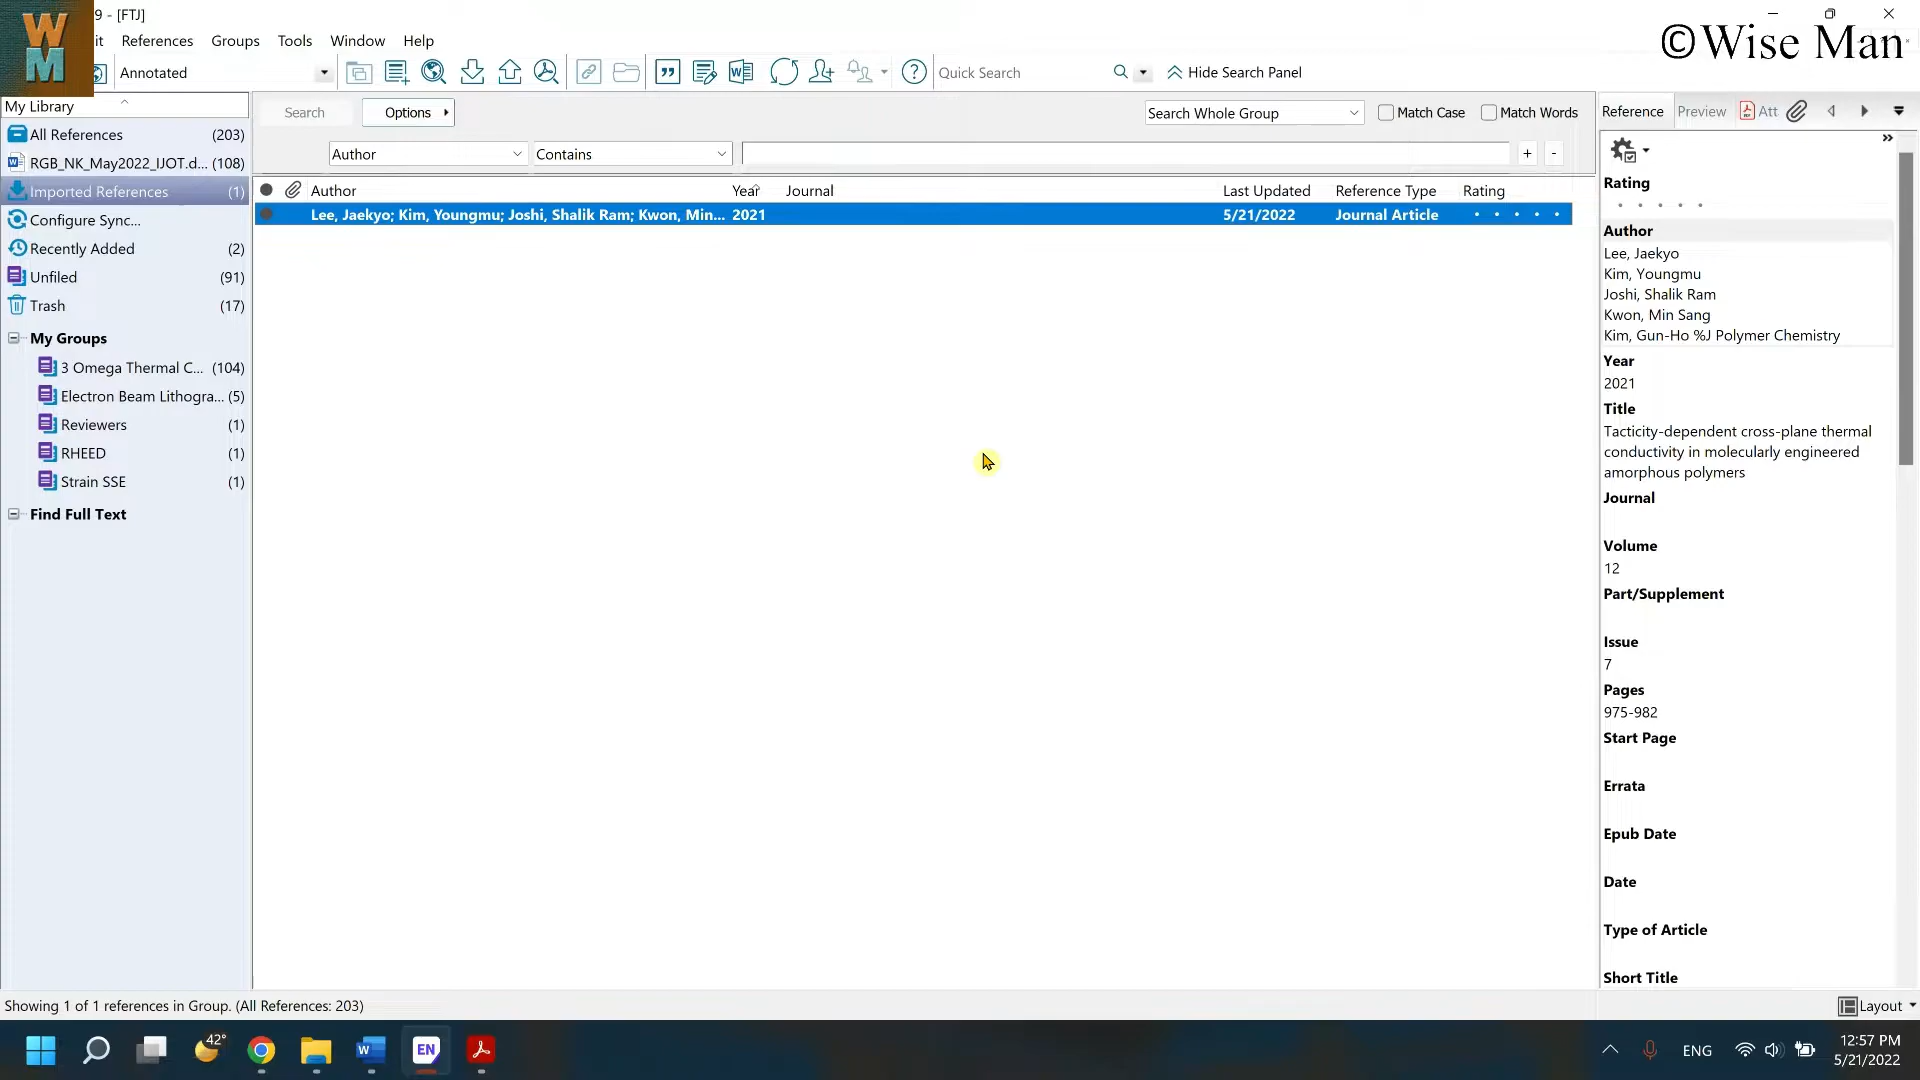 WM
9 - [FTJ]
©Wise Man
it References Groups Tools Window Help
Annotated
Quick Search
Hide Search Panel
My Library
Search
Options
Search Whole Group
Match Case
Match Words
Reference Preview Att
All References (203)
RGB_NK_May2022_IJOT.d... (108)
Imported References (1)
Configure Sync...
Recently Added (2)
Unfiled (91)
Trash (17)
My Groups
3 Omega Thermal C... (104)
Electron Beam Lithogra... (5)
Reviewers (1)
RHEED (1)
Strain SSE (1)
Find Full Text
Author Contains + -
Author Year Journal Last Updated Reference Type Rating
Lee, Jaekyo; Kim, Youngmu; Joshi, Shalik Ram; Kwon, Min... 2021 5/21/2022 Journal Article
Rating
Author
Lee, Jaekyo
Kim, Youngmu
Joshi, Shalik Ram
Kwon, Min Sang
Kim, Gun-Ho %J Polymer Chemistry
Year
2021
Title
Tacticity-dependent cross-plane thermal
conductivity in molecularly engineered
amorphous polymers
Journal
Volume
12
Part/Supplement
Issue
7
Pages
975-982
Start Page
Errata
Epub Date
Date
Type of Article
Short Title
Showing 1 of 1 references in Group. (All References: 203)
Layout
42°
EN
ENG
12:57 PM
5/21/2022